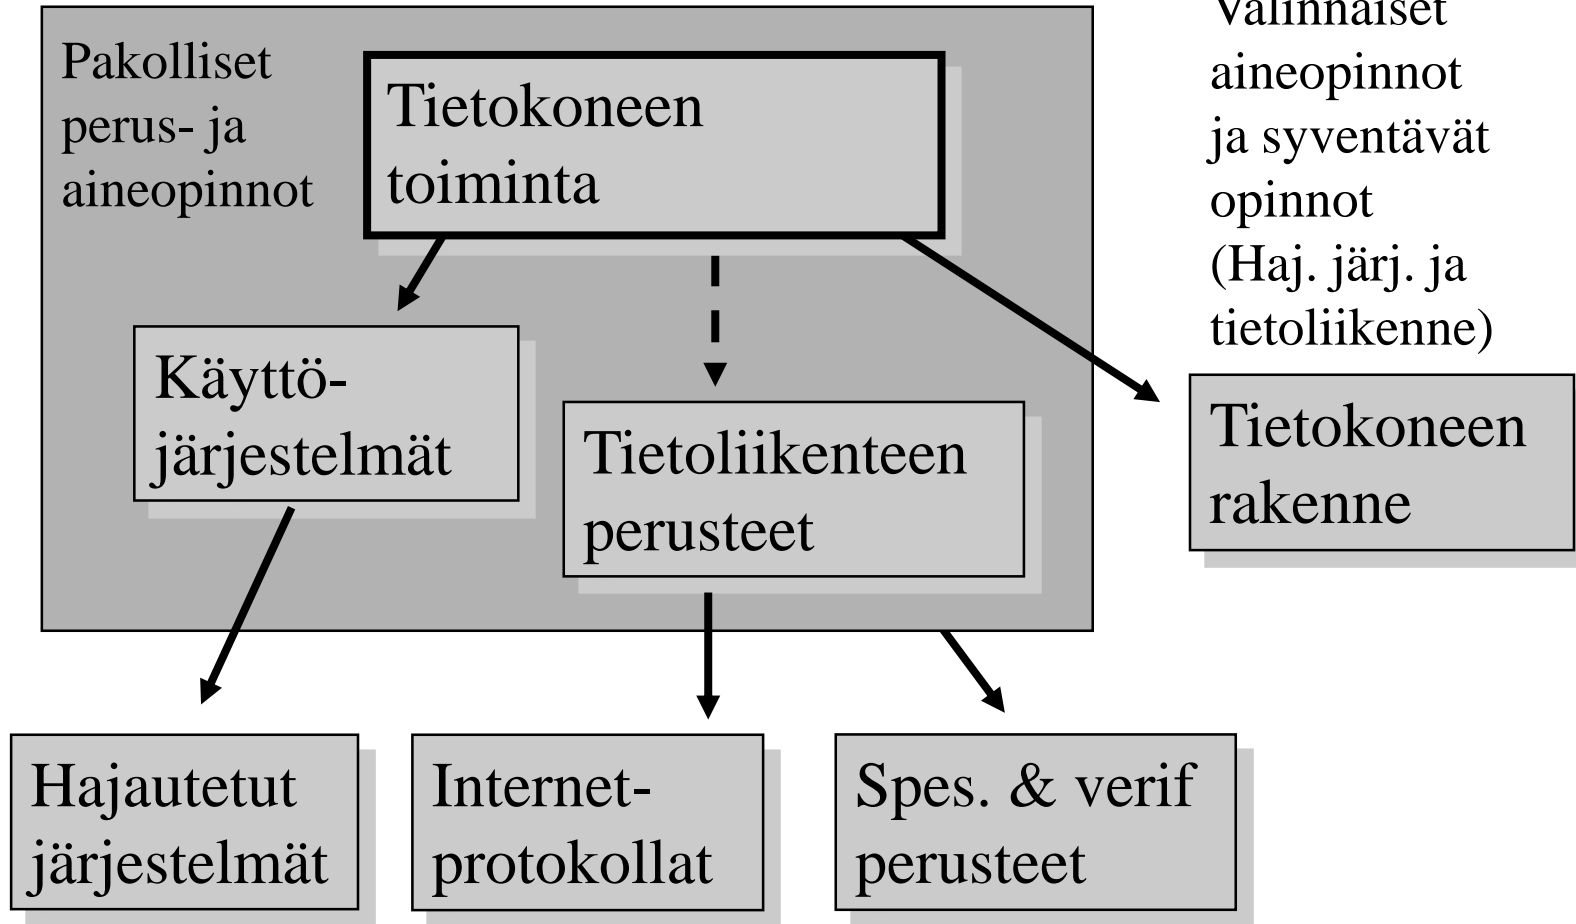 Pakolliset
perus- ja
aineopinnot
Tietokoneen
toiminta
Valinnaiset
aineopinnot
ja syventävät
opinnot
(Haj. järj. ja
tietoliikenne)
Käyttö-
järjestelmät
Tietoliikenteen
perusteet
Tietokoneen
rakenne
Hajautetut
järjestelmät
Internet-
protokollat
Spes. & verif
perusteet